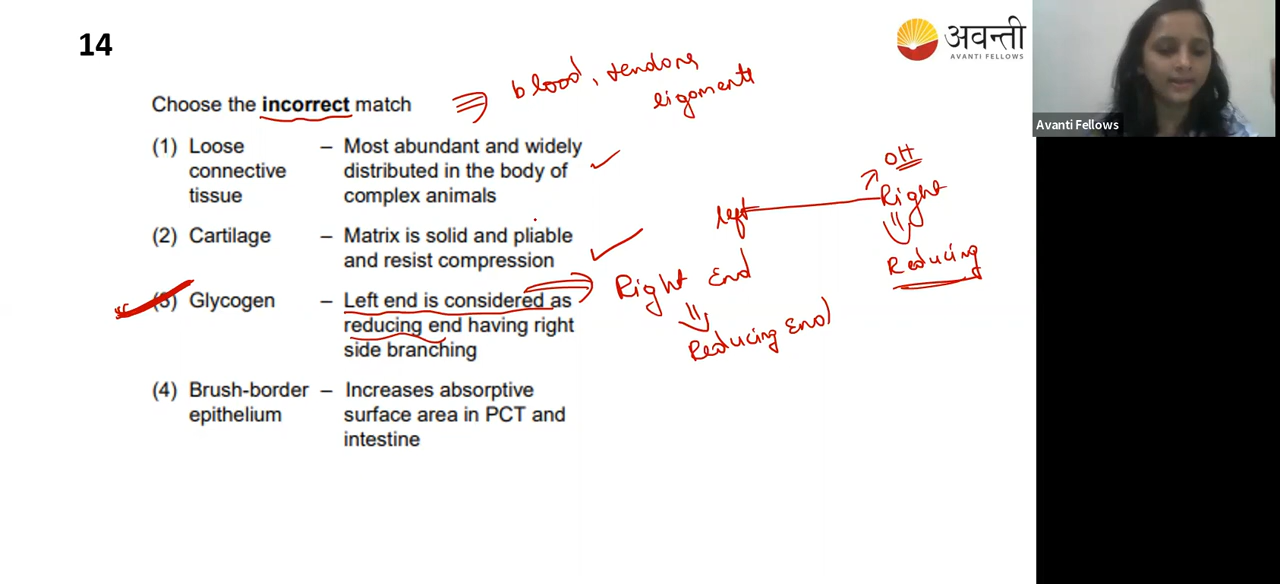 14
अवन्ती
AVANTI FELLOWS
Avanti Fellows
blood, tendons
ligaments
Choose the incorrect match
(1) Loose connective tissue – Most abundant and widely distributed in the body of complex animals
(2) Cartilage – Matrix is solid and pliable and resist compression
(3) Glycogen – Left end is considered as reducing end having right side branching
(4) Brush-border epithelium – Increases absorptive surface area in PCT and intestine
OH
left
Right
Reducing
Right End
Reducing End